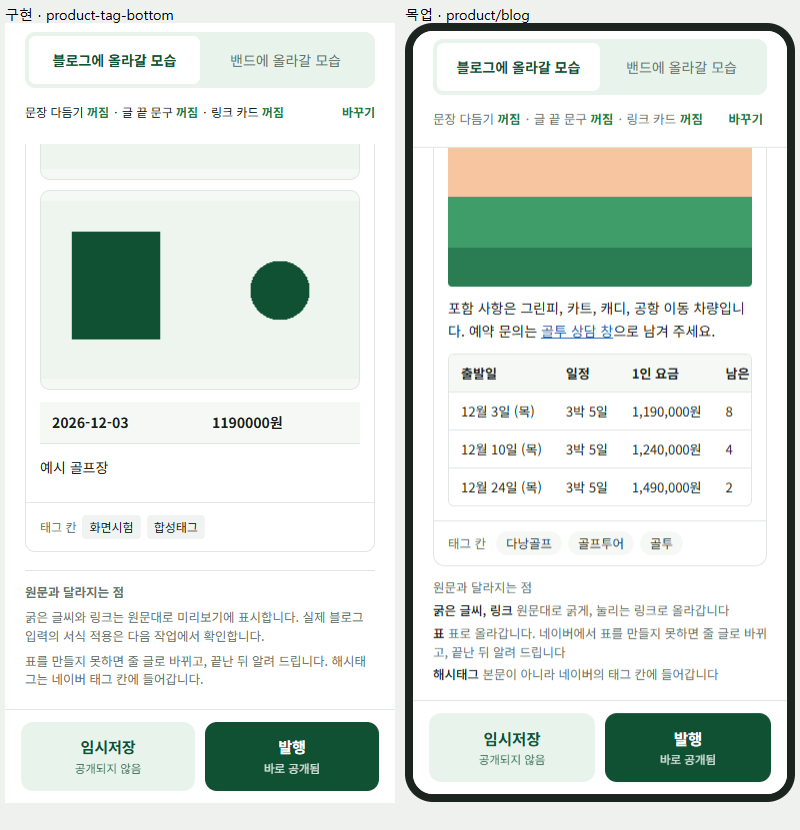 구현 · product-tag-bottom
블로그에 올라갈 모습
밴드에 올라갈 모습
문장 다듬기 꺼짐 · 글 끝 문구 꺼짐 · 링크 카드 꺼짐
바꾸기
2026-12-03
1190000원
예시 골프장
태그 칸 화면시험 합성태그
원문과 달라지는 점
굵은 글씨와 링크는 원문대로 미리보기에 표시합니다. 실제 블로그
입력의 서식 적용은 다음 작업에서 확인합니다.
표를 만들지 못하면 줄 글로 바뀌고, 끝난 뒤 알려 드립니다. 해시태
그는 네이버 태그 칸에 들어갑니다.
임시저장
공개되지 않음
발행
바로 공개됨
목업 · product/blog
블로그에 올라갈 모습
밴드에 올라갈 모습
문장 다듬기 꺼짐 · 글 끝 문구 꺼짐 · 링크 카드 꺼짐
바꾸기
포함 사항은 그린피, 카트, 캐디, 공항 이동 차량입니
다. 예약 문의는 골투 상담 창으로 남겨 주세요.
출발일 일정 1인 요금 남은
12월 3일 (목) 3박 5일 1,190,000원 8
12월 10일 (목) 3박 5일 1,240,000원 4
12월 24일 (목) 3박 5일 1,490,000원 2
태그 칸 다낭골프 골프투어 골투
원문과 달라지는 점
굵은 글씨, 링크 원문대로 굵게, 눌리는 링크로 올라갑니다
표 표로 올라갑니다. 네이버에서 표를 만들지 못하면 줄 글로 바뀌
고, 끝난 뒤 알려 드립니다
해시태그 본문이 아니라 네이버의 태그 칸에 들어갑니다
임시저장
공개되지 않음
발행
바로 공개됨